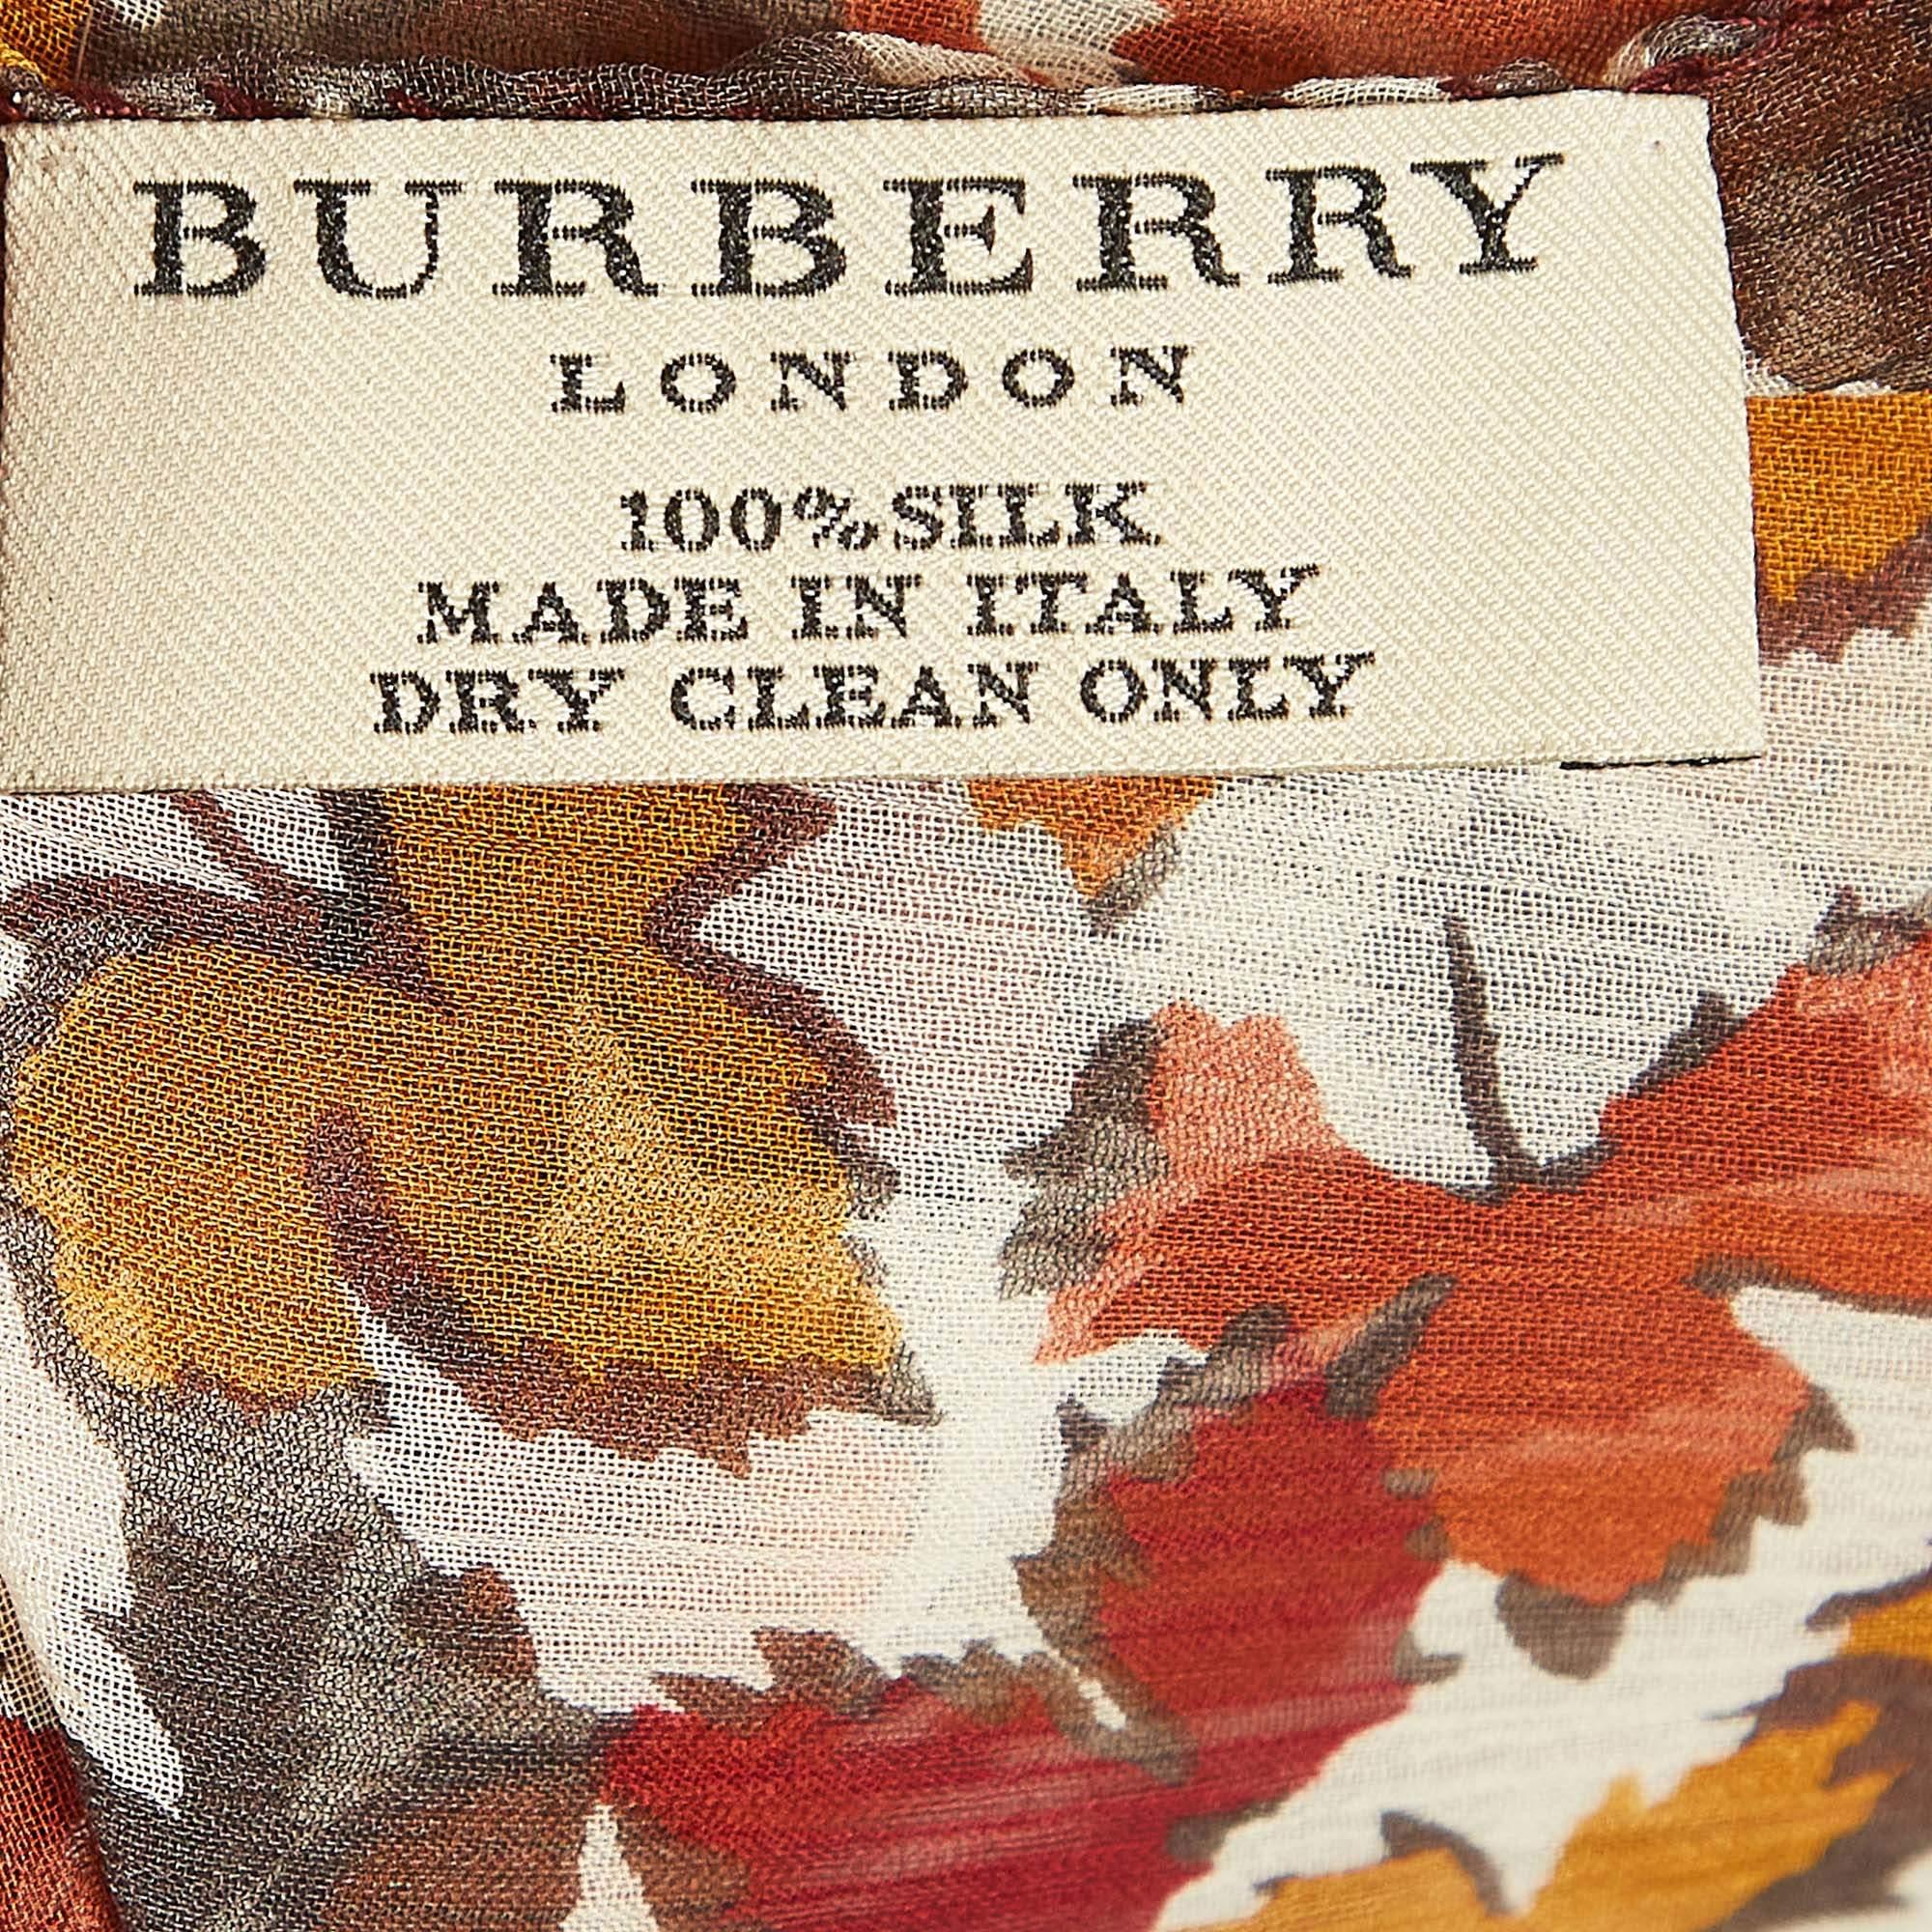 BURBERRY
LONDON
100% SILK
MADE IN ITALY
DRY CLEAN ONLY